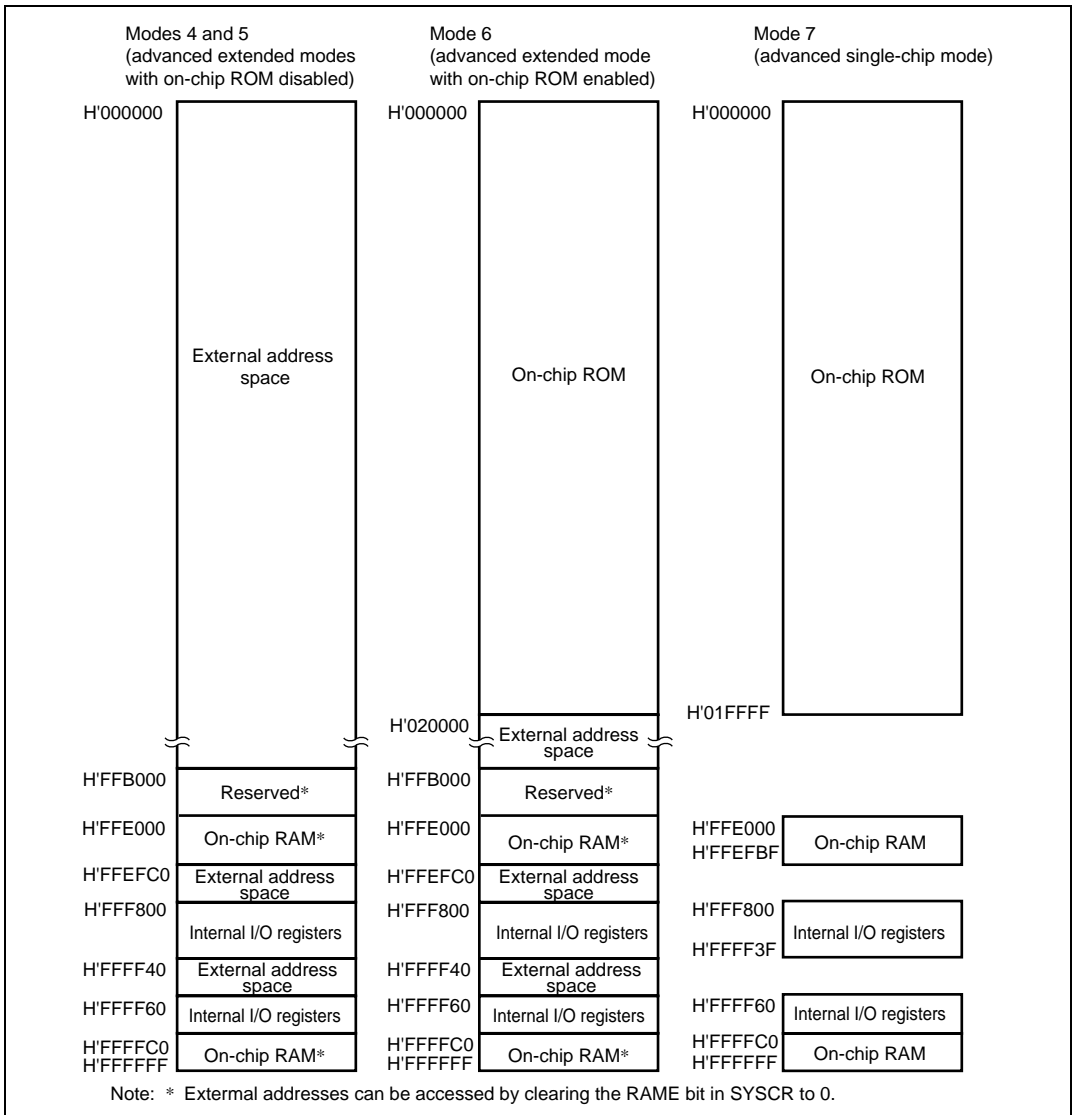 Modes 4 and 5
(advanced extended modes
with on-chip ROM disabled)
H'000000
External address
space
H'FFB000
Reserved*
H'FFE000
On-chip RAM*
H'FFEFC0
External address
space
H'FFF800
Internal I/O registers
H'FFFF40
External address
space
H'FFFF60
Internal I/O registers
H'FFFFC0
On-chip RAM*
H'FFFFFF
Mode 6
(advanced extended mode
with on-chip ROM enabled)
H'000000
On-chip ROM
H'020000
External address
space
H'FFB000
Reserved*
H'FFE000
On-chip RAM*
H'FFEFC0
External address
space
H'FFF800
Internal I/O registers
H'FFFF40
External address
space
H'FFFF60
Internal I/O registers
H'FFFFC0
On-chip RAM*
H'FFFFFF
Mode 7
(advanced single-chip mode)
H'000000
On-chip ROM
H'01FFFF
H'FFE000
On-chip RAM
H'FFEFBF
H'FFF800
Internal I/O registers
H'FFFF3F
H'FFFF60
Internal I/O registers
H'FFFFC0
On-chip RAM
H'FFFFFF
Note: * Extermal addresses can be accessed by clearing the RAME bit in SYSCR to 0.